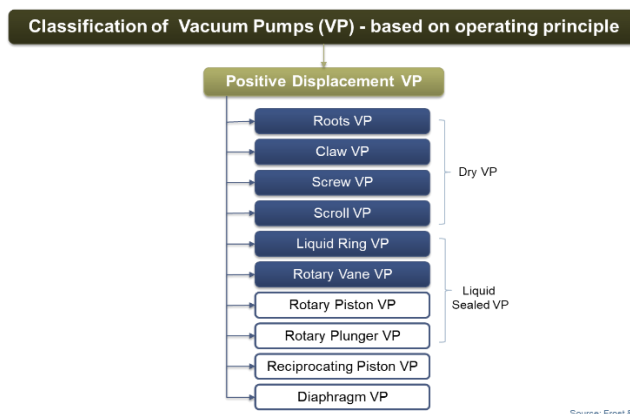 Classification of Vacuum Pumps (VP) - based on operating principle
Positive Displacement VP
Roots VP
Claw VP
Screw VP
Scroll VP
Dry VP
Liquid Ring VP
Rotary Vane VP
Rotary Piston VP
Rotary Plunger VP
Liquid
Sealed VP
Reciprocating Piston VP
Diaphragm VP
Source: